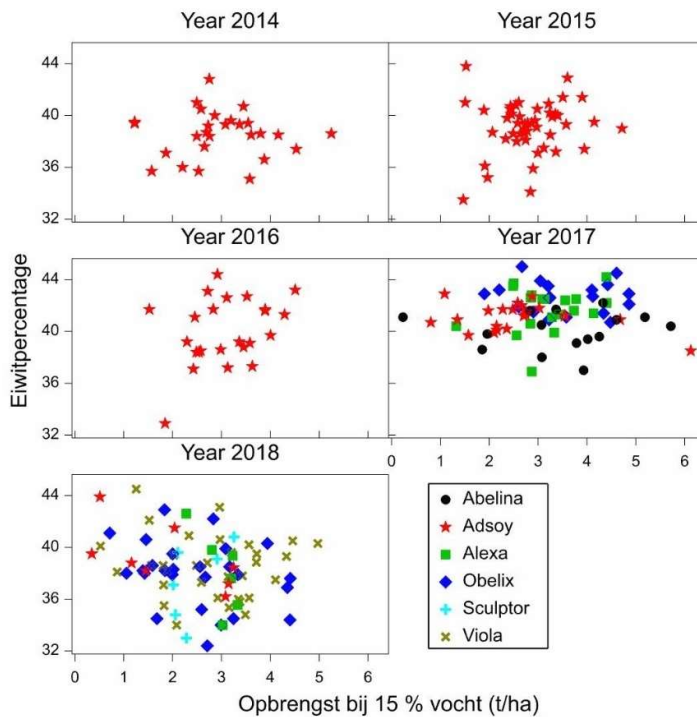 Year 2014
Year 2015
44
40
36
32
Year 2016
Year 2017
44
40
36
32
0 1 2 3 4 5 6
Year 2018
44
40
36
32
0 1 2 3 4 5 6
Eiwitpercentage
Opbrengst bij 15 % vocht (t/ha)
Abelina
Adsoy
Alexa
Obelix
Sculptor
Viola